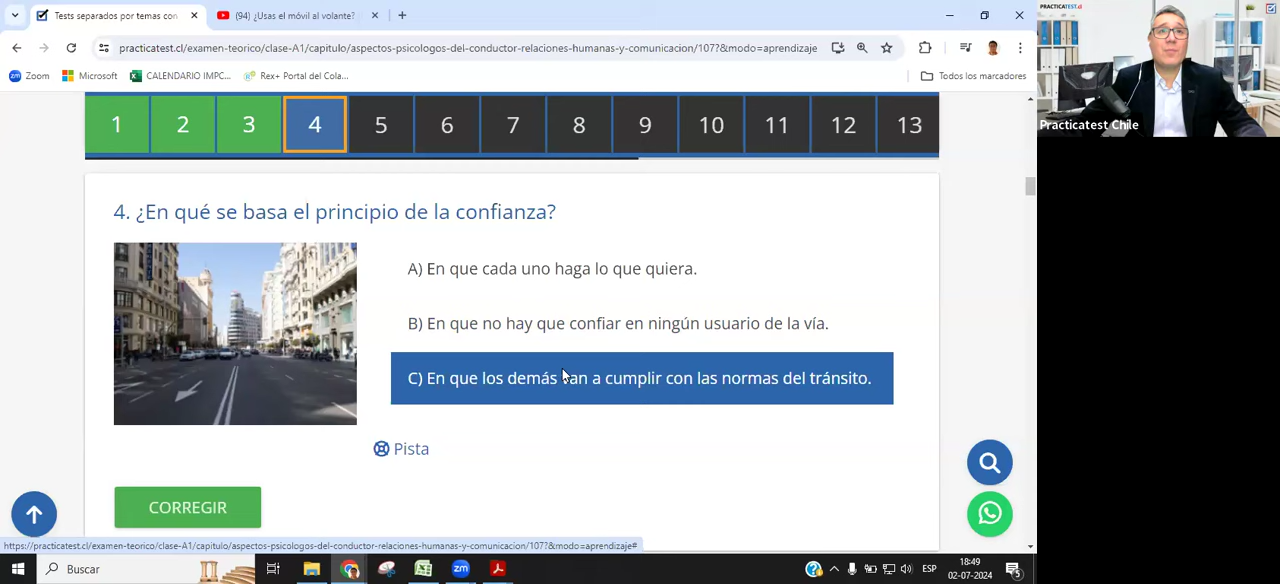 Tests separados por temas con
(94) ¿Usas el móvil al volante?
practicatest.cl/examen-teorico/clase-A1/capitulo/aspectos-psicologos-del-conductor-relaciones-humanas-y-comunicacion/107?&modo=aprendizaje
Zoom
Microsoft
CALENDARIO IMPC...
Rex+ Portal del Cola...
Todos los marcadores
PRACTICATEST.cl
Practicatest Chile
1 2 3 4 5 6 7 8 9 10 11 12 13
4. ¿En qué se basa el principio de la confianza?
A) En que cada uno haga lo que quiera.
B) En que no hay que confiar en ningún usuario de la vía.
C) En que los demás van a cumplir con las normas del tránsito.
Pista
CORREGIR
https://practicatest.cl/examen-teorico/clase-A1/capitulo/aspectos-psicologos-del-conductor-relaciones-humanas-y-comunicacion/107?&modo=aprendizaje#
Buscar
ESP
18:49
02-07-2024